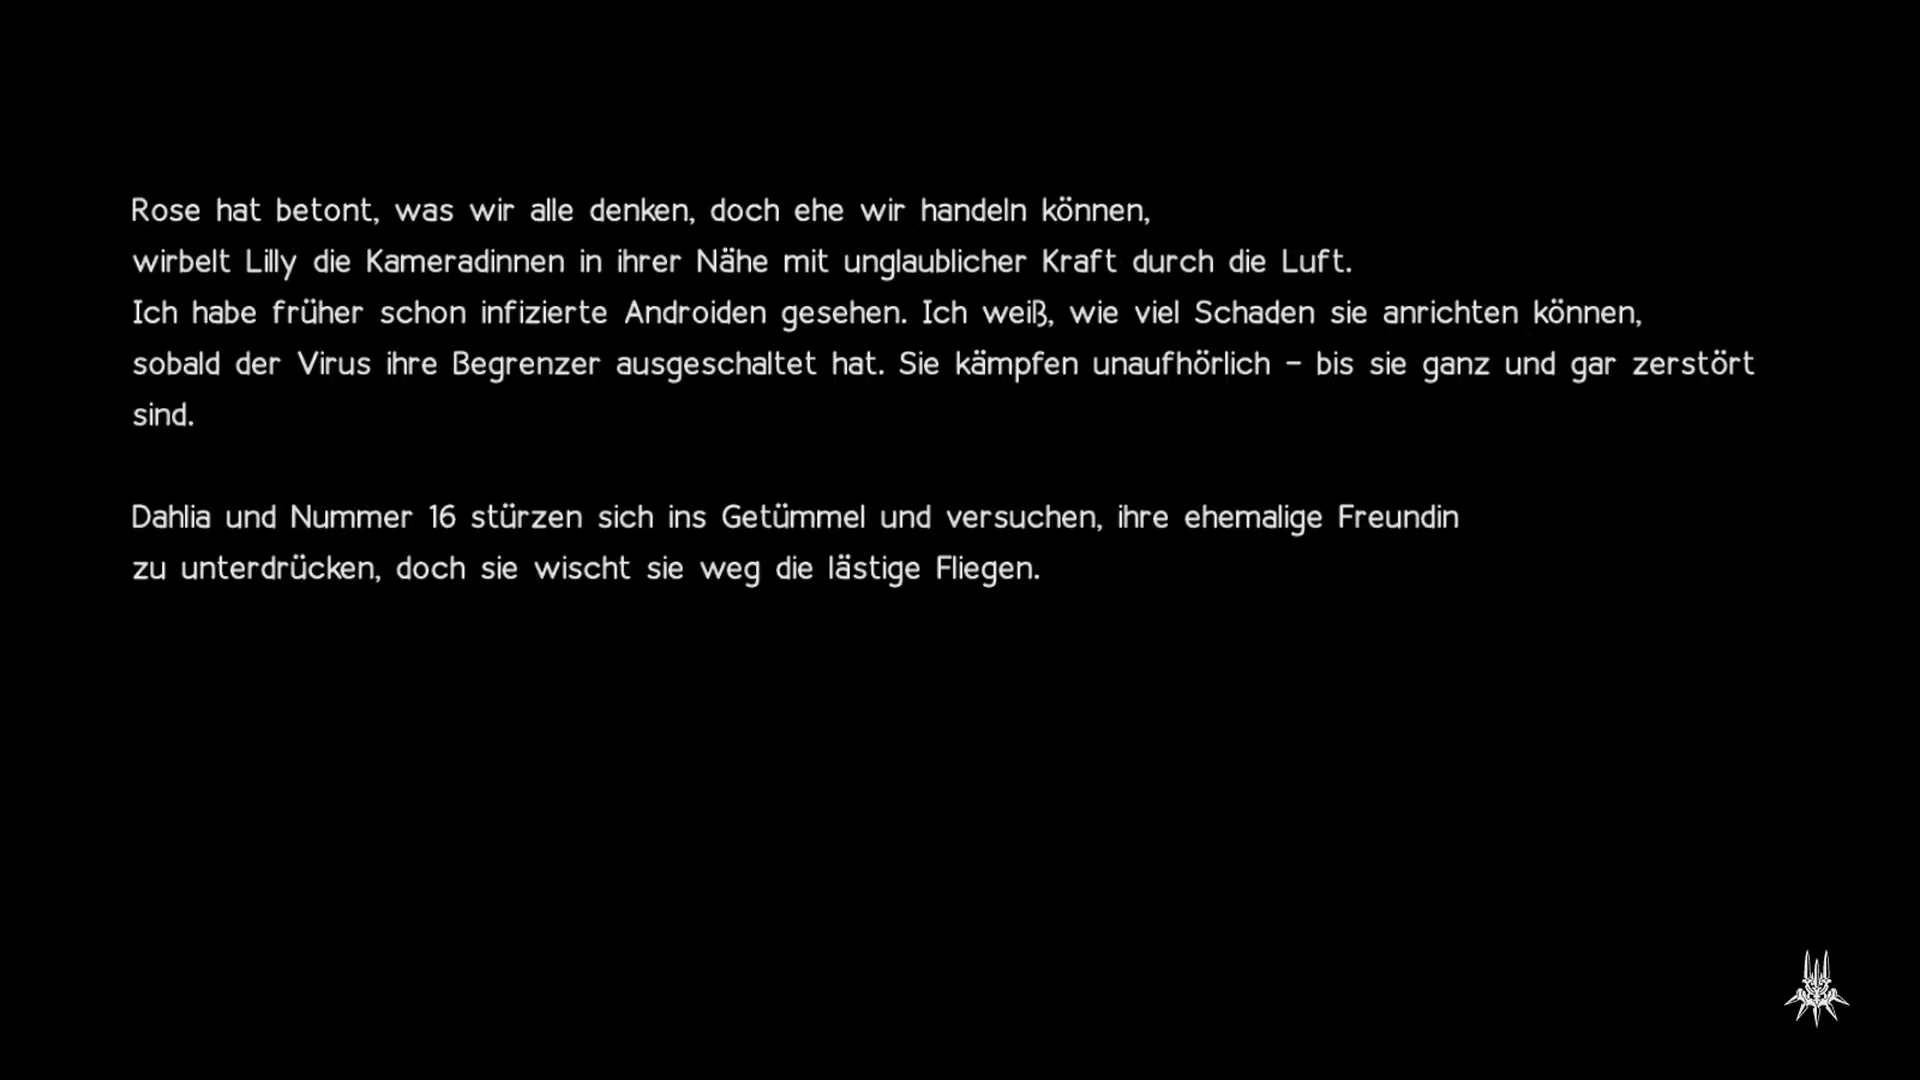 Rose hat betont, was wir alle denken, doch ehe wir handeln können,
wirbelt Lilly die Kameradinnen in ihrer Nähe mit unglaublicher Kraft durch die Luft.
Ich habe früher schon infizierte Androiden gesehen. Ich weiß, wie viel Schaden sie anrichten können,
sobald der Virus ihre Begrenzer ausgeschaltet hat. Sie kämpfen unaufhörlich – bis sie ganz und gar zerstört
sind.
Dahlia und Nummer 16 stürzen sich ins Getümmel und versuchen, ihre ehemalige Freundin
zu unterdrücken, doch sie wischt sie weg die lästige Fliegen.